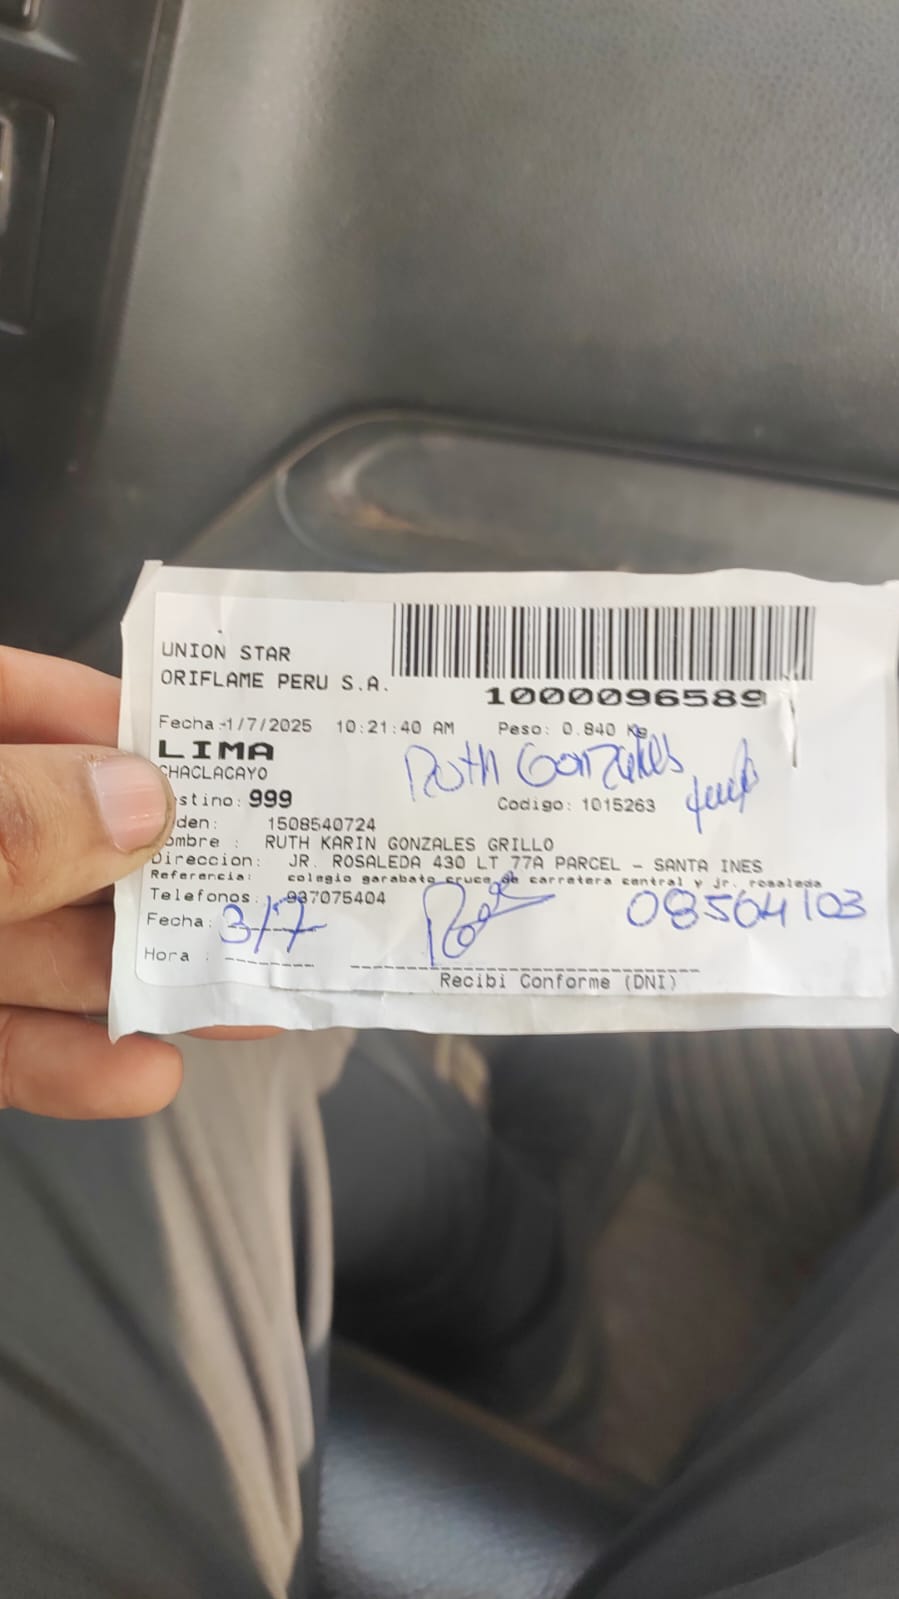 UNION STAR
ORIFLAME PERU S.A.
1000096589
Fecha :1/7/2025 10:21:40 AM Peso: 0.840 Kg
LIMA
CHACLACAYO
Ruth Gonzales
stino: 999 Codigo: 1015263
den: 1508540724
ombre : RUTH KARIN GONZALES GRILLO
Direccion: JR. ROSALEDA 430 LT 77A PARCEL - SANTA INES
Referencia: colegio garabato cruce de carretera central y jr. rosaleda
Telefonos: 937075404
08564103
Fecha: 3/7
Hora :
Recibi Conforme (DNI)